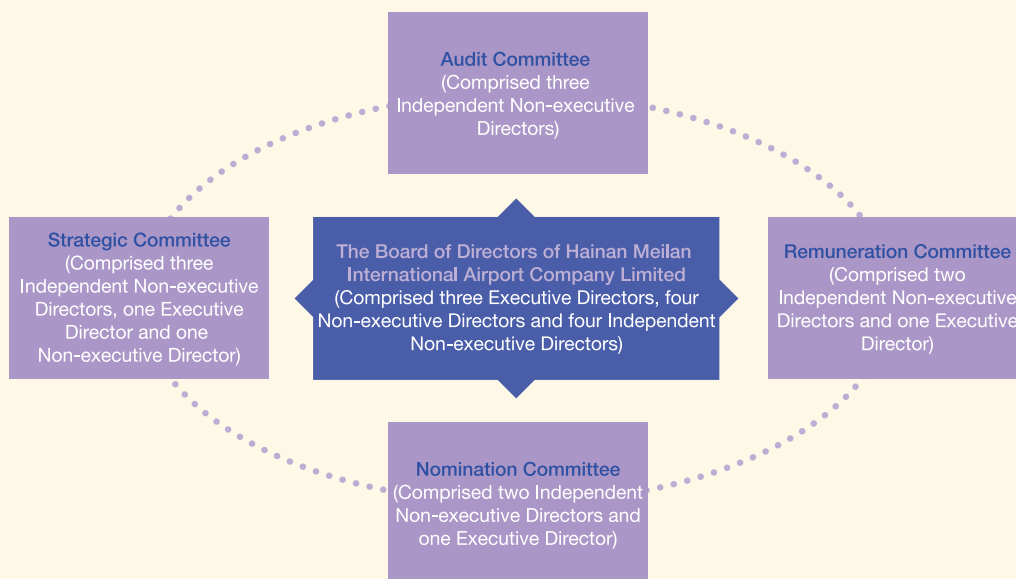 Audit Committee
(Comprised three
Independent Non-executive
Directors)
Strategic Committee
(Comprised three
Independent Non-executive
Directors, one Executive
Director and one
Non-executive Director)
The Board of Directors of Hainan Meilan
International Airport Company Limited
(Comprised three Executive Directors, four
Non-executive Directors and four Independent
Non-executive Directors)
Remuneration Committee
(Comprised two
Independent Non-executive
Directors and one Executive
Director)
Nomination Committee
(Comprised two Independent
Non-executive Directors and
one Executive Director)